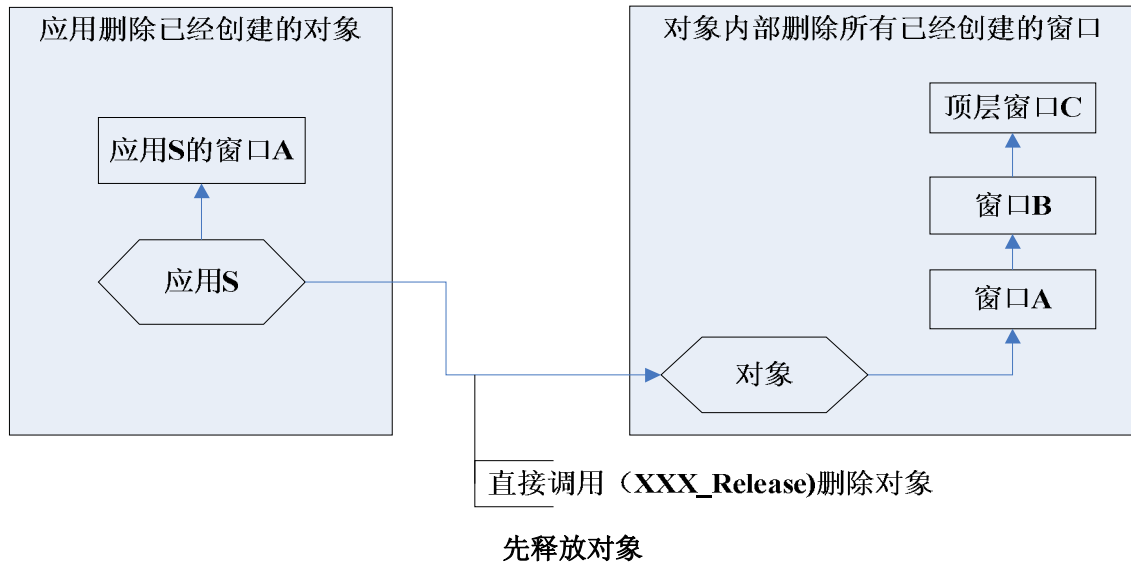 应用删除已经创建的对象
应用S的窗口A
应用S
对象内部删除所有已经创建的窗口
顶层窗口C
窗口B
窗口A
对象
直接调用（XXX_Release)删除对象
先释放对象